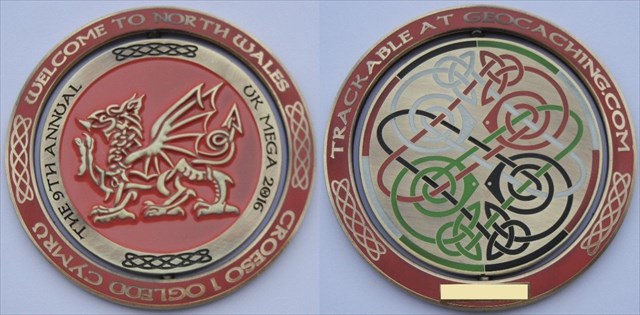 WELCOME TO NORTH WALES
CROESO I OGLEDD CYMRU
THE 9TH ANNUAL
UK MEGA 2016
TRACKABLE AT GEOCACHING.COM